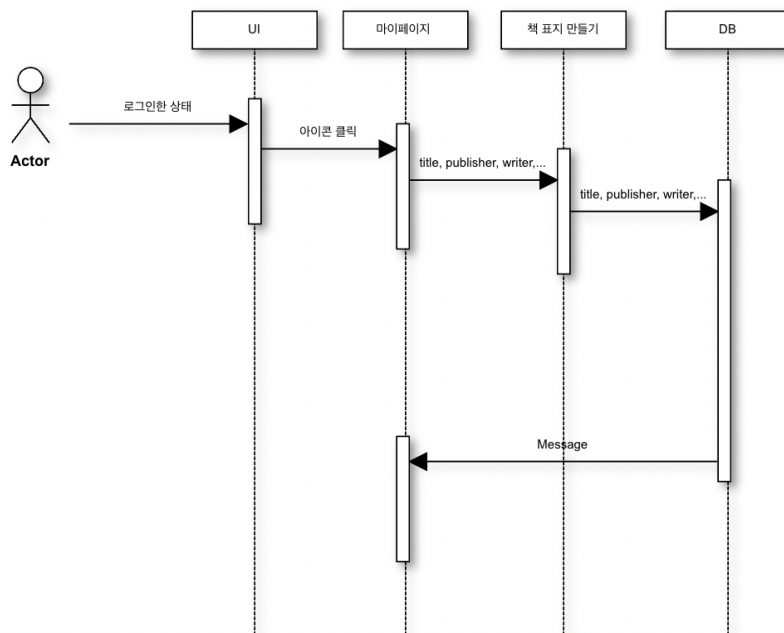 UI
마이페이지
책 표지 만들기
DB
로그인한 상태
Actor
아이콘 클릭
title, publisher, writer,...
title, publisher, writer,...
Message